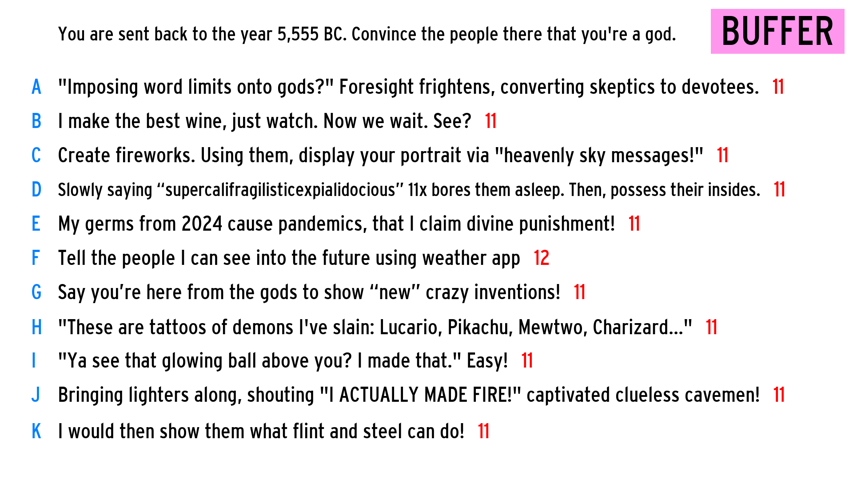 You are sent back to the year 5,555 BC. Convince the people there that you're a god.
BUFFER
A "Imposing word limits onto gods?" Foresight frightens, converting skeptics to devotees. 11
B I make the best wine, just watch. Now we wait. See? 11
C Create fireworks. Using them, display your portrait via "heavenly sky messages!" 11
D Slowly saying “supercalifragilisticexpialidocious” 11x bores them asleep. Then, possess their insides. 11
E My germs from 2024 cause pandemics, that I claim divine punishment! 11
F Tell the people I can see into the future using weather app 12
G Say you’re here from the gods to show “new” crazy inventions! 11
H "These are tattoos of demons I've slain: Lucario, Pikachu, Mewtwo, Charizard..." 11
I "Ya see that glowing ball above you? I made that." Easy! 11
J Bringing lighters along, shouting "I ACTUALLY MADE FIRE!" captivated clueless cavemen! 11
K I would then show them what flint and steel can do! 11